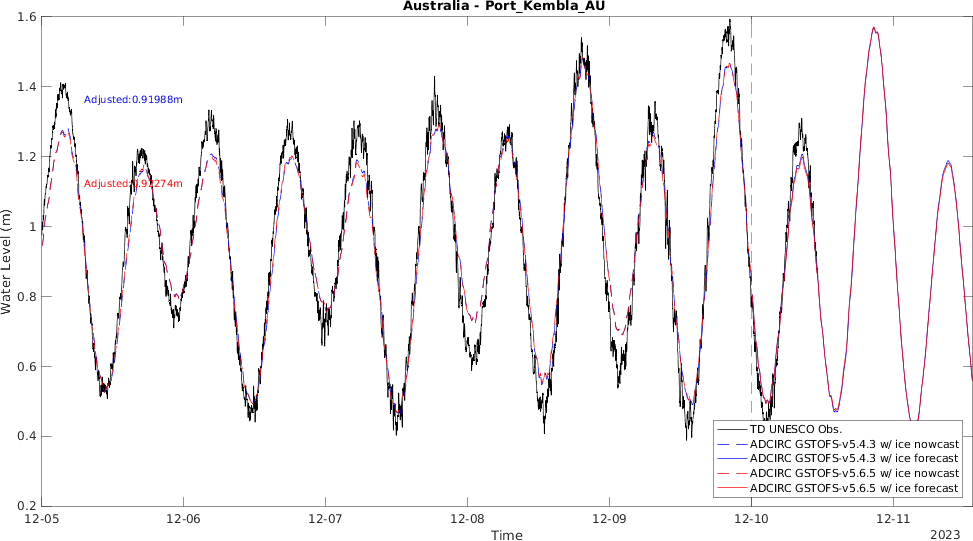 Australia - Port_Kembla_AU
1.6
1.4
1.2
1
0.8
0.6
0.4
0.2
Water Level (m)
Adjusted:0.91988m
Adjusted:0.92274m
TD UNESCO Obs.
ADCIRC GSTOFS-v5.4.3 w/ ice nowcast
ADCIRC GSTOFS-v5.4.3 w/ ice forecast
ADCIRC GSTOFS-v5.6.5 w/ ice nowcast
ADCIRC GSTOFS-v5.6.5 w/ ice forecast
12-05 12-06 12-07 12-08 12-09 12-10 12-11
Time
2023